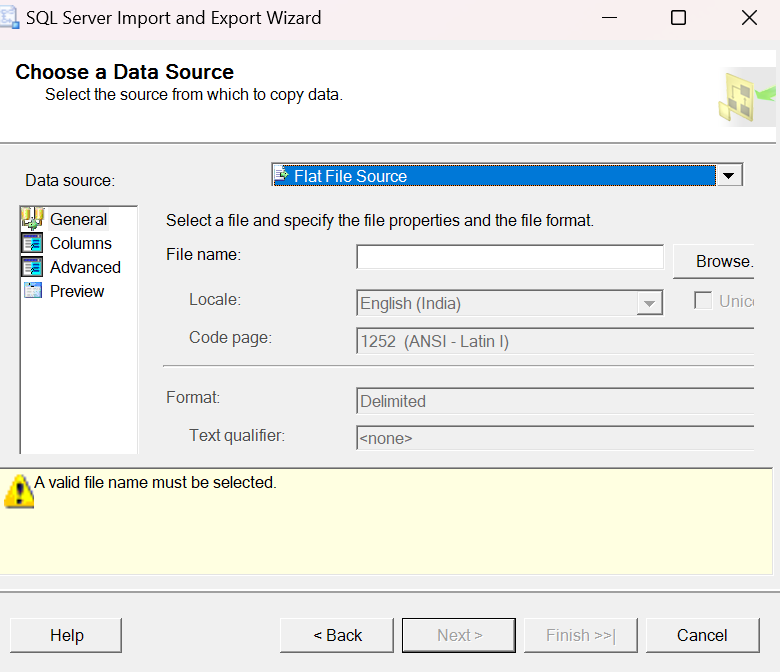 SQL Server Import and Export Wizard
Choose a Data Source
Select the source from which to copy data.
Data source:
Flat File Source
General
Columns
Advanced
Preview
Select a file and specify the file properties and the file format.
File name:
Browse.
Locale:
English (India)
Unic
Code page:
1252 (ANSI - Latin I)
Format:
Delimited
Text qualifier:
<none>
A valid file name must be selected.
Help
< Back
Next >
Finish >>|
Cancel